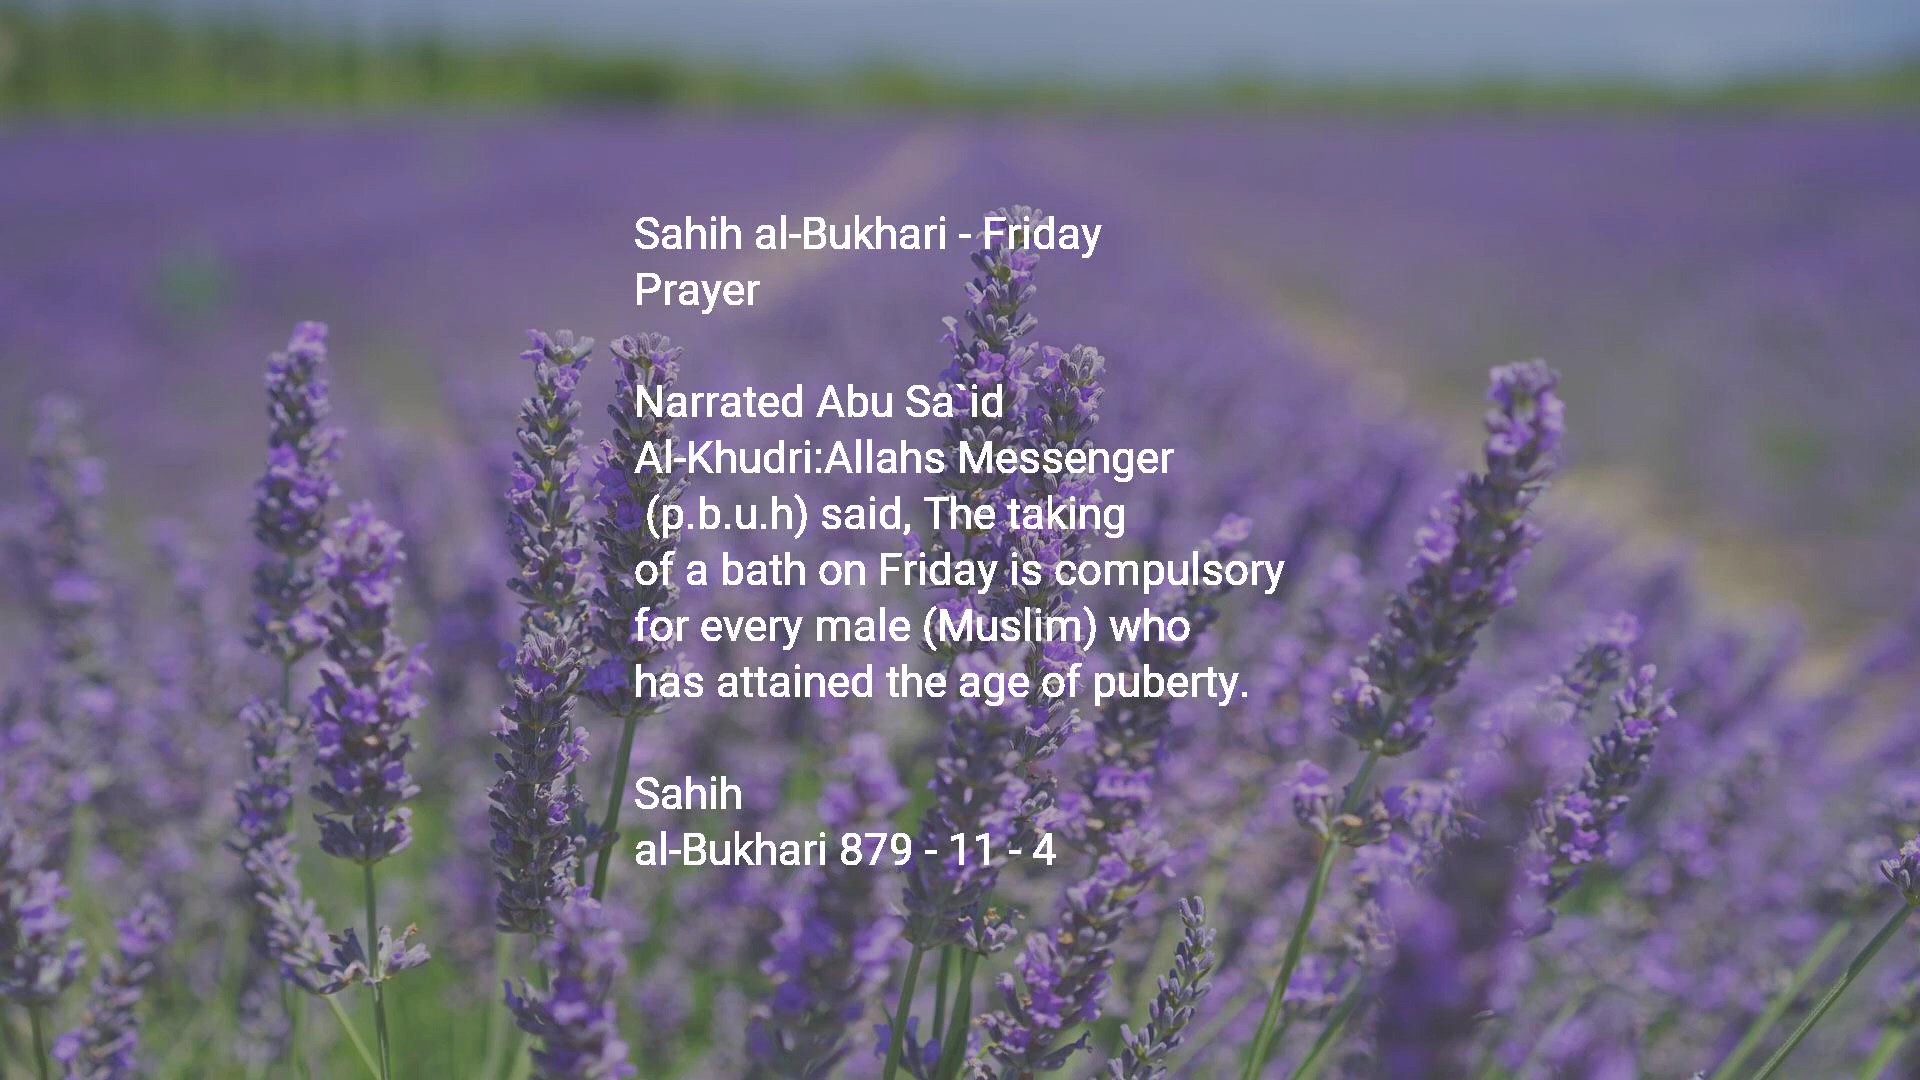 Sahih al-Bukhari - Friday
Prayer
Narrated Abu Sa`id
Al-Khudri:Allahs Messenger
(p.b.u.h) said, The taking
of a bath on Friday is compulsory
for every male (Muslim) who
has attained the age of puberty.
Sahih
al-Bukhari 879 - 11 - 4